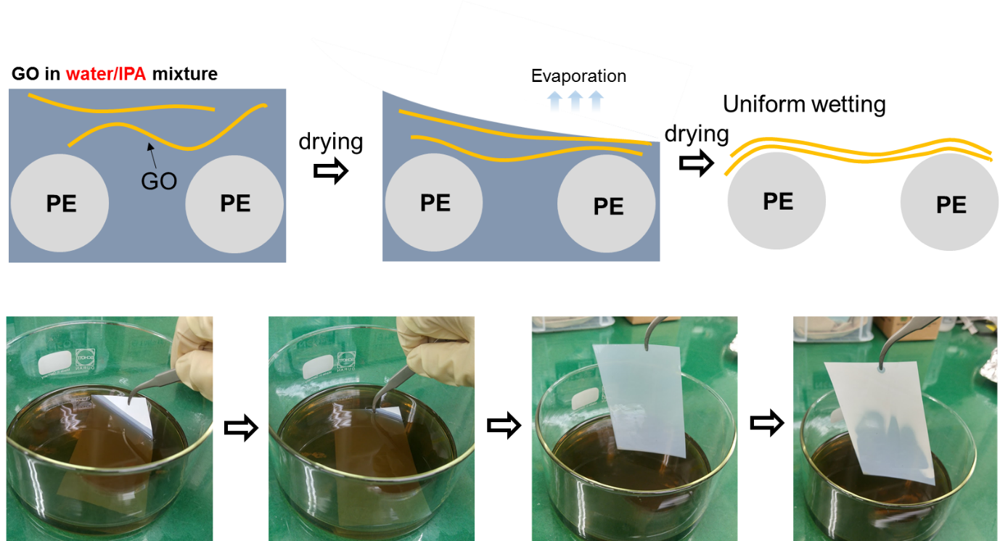 GO in water/IPA mixture
Evaporation
Uniform wetting
drying
drying
GO
PE
PE
PE
PE
PE
PE